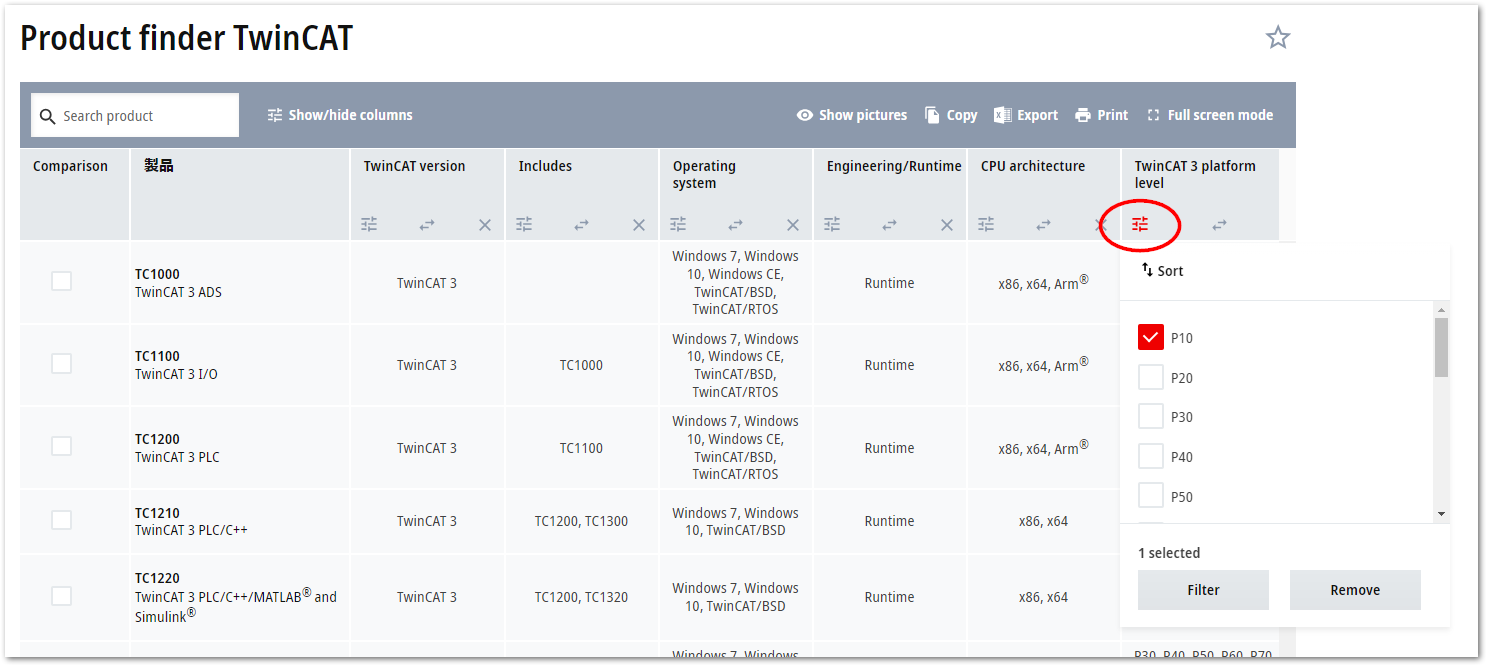 Product finder TwinCAT
Search product
Show/hide columns
Show pictures
Copy
Export
Print
Full screen mode
Comparison
製品
TwinCAT version
Includes
Operating
system
Engineering/Runtime
CPU architecture
TwinCAT 3 platform
level
TC1000
TwinCAT 3 ADS
TwinCAT 3
Windows 7, Windows
10, Windows CE,
TwinCAT/BSD,
TwinCAT/RTOS
Runtime
x86, x64, Arm®
TC1100
TwinCAT 3 I/O
TwinCAT 3
TC1000
Windows 7, Windows
10, Windows CE,
TwinCAT/BSD,
TwinCAT/RTOS
Runtime
x86, x64, Arm®
TC1200
TwinCAT 3 PLC
TwinCAT 3
TC1100
Windows 7, Windows
10, Windows CE,
TwinCAT/BSD,
TwinCAT/RTOS
Runtime
x86, x64, Arm®
TC1210
TwinCAT 3 PLC/C++
TwinCAT 3
TC1200, TC1300
Windows 7, Windows
10, TwinCAT/BSD
Runtime
x86, x64
TC1220
TwinCAT 3 PLC/C++/MATLAB® and
Simulink®
TwinCAT 3
TC1200, TC1320
Windows 7, Windows
10, TwinCAT/BSD
Runtime
x86, x64
Windows 7, Windows
P30, P40, P50, P60, P70
Sort
P10
P20
P30
P40
P50
1 selected
Filter
Remove